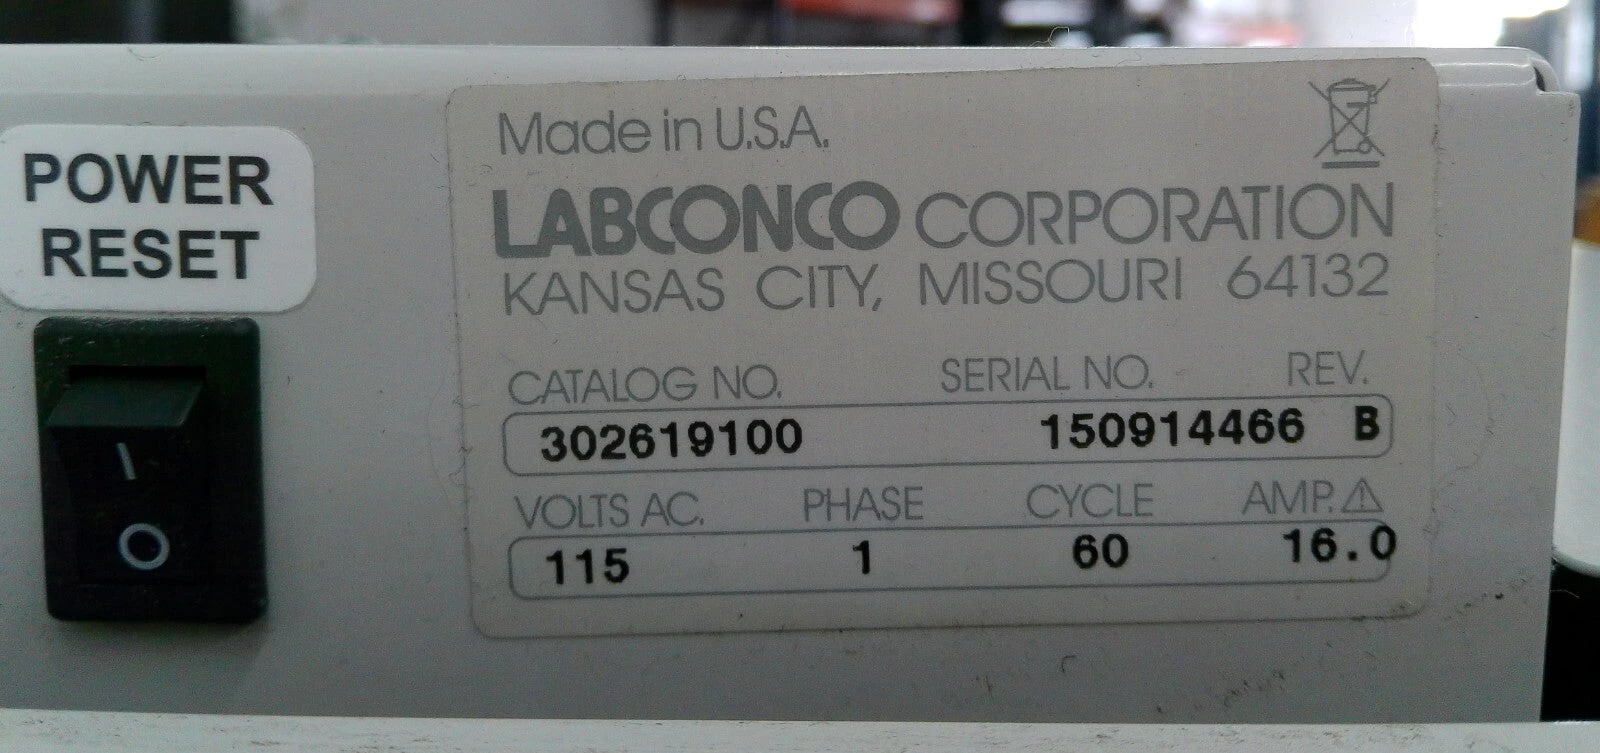 POWER
RESET
Made in U.S.A.
LABCONCO CORPORATION
KANSAS CITY, MISSOURI 64132
CATALOG NO. SERIAL NO. REV.
302619100 150914466 B
VOLTS AC. PHASE CYCLE AMP.
115 1 60 16.0
I
O